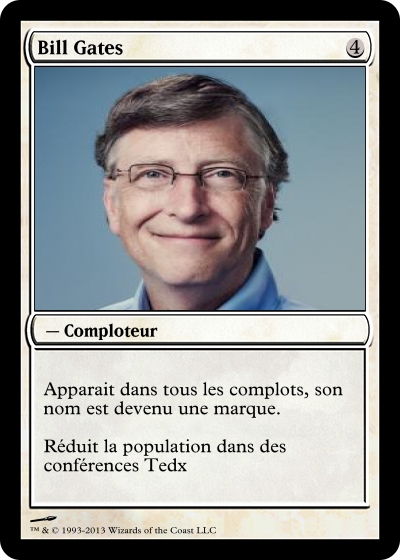 Bill Gates 4
— Comploteur
Apparait dans tous les complots, son
nom est devenu une marque.
Réduit la population dans des
conférences Tedx
™ & © 1993-2013 Wizards of the Coast LLC